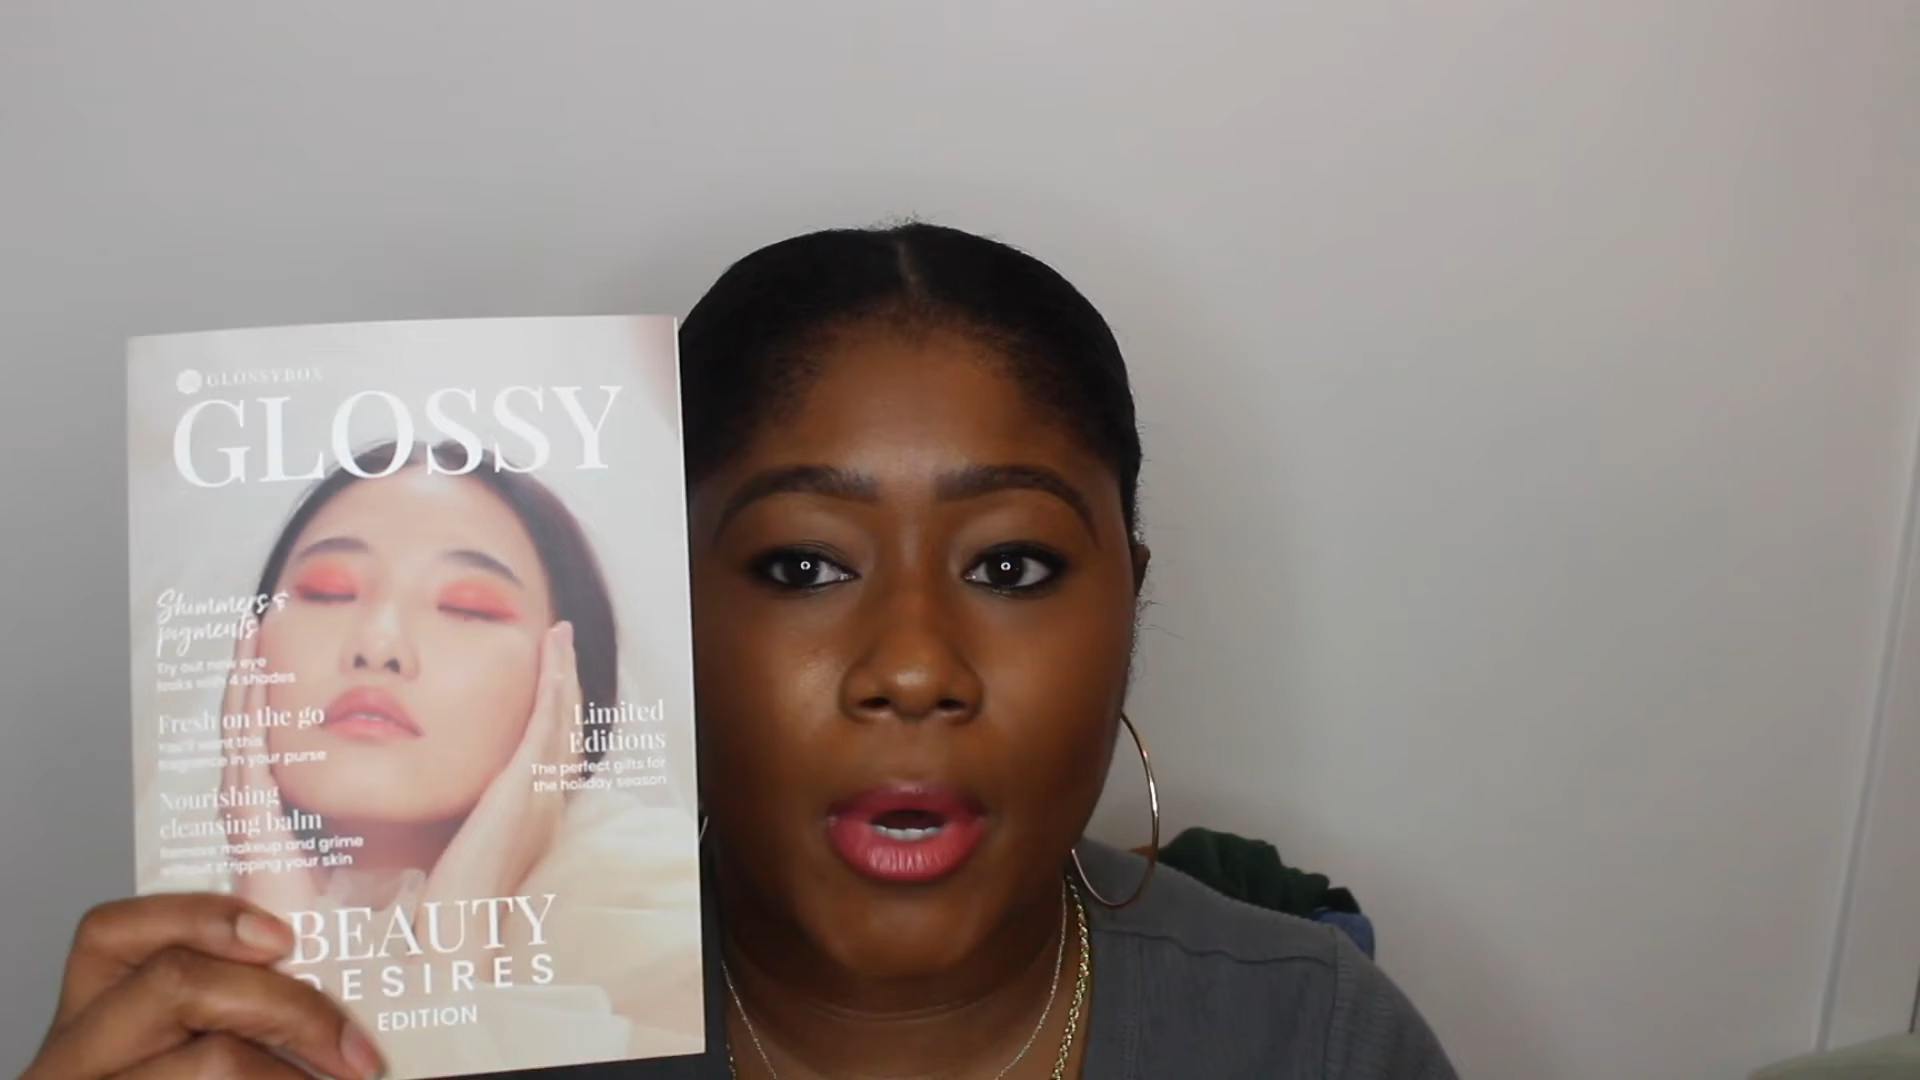 GLOSSYBOX
GLOSSY
Shimmers &
pigments
Try out new eye
looks with 4 shades
Fresh on the go
You'll want this
fragrance in your purse
Nourishing
cleansing balm
Remove makeup and grime
without stripping your skin
Limited
Editions
The perfect gifts for
the holiday season
BEAUTY
DESIRES
EDITION